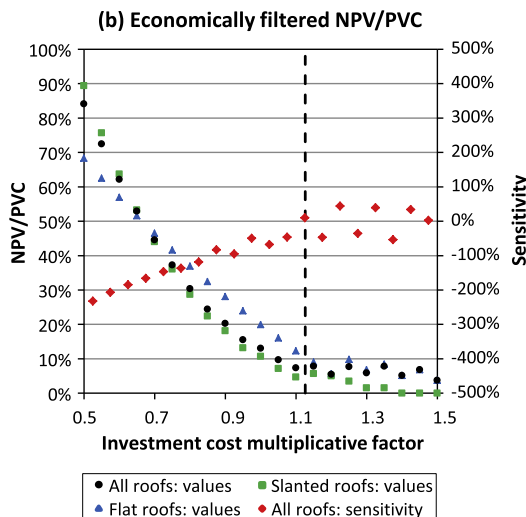 (b) Economically filtered NPV/PVC
100% 500%
90% 400%
80% 300%
70% 200%
60% 100%
50% 0%
40% -100%
30% -200%
20% -300%
10% -400%
0% -500%
NPV/PVC
Sensitivity
0.5 0.7 0.9 1.1 1.3 1.5
Investment cost multiplicative factor
All roofs: values Slanted roofs: values
Flat roofs: values All roofs: sensitivity